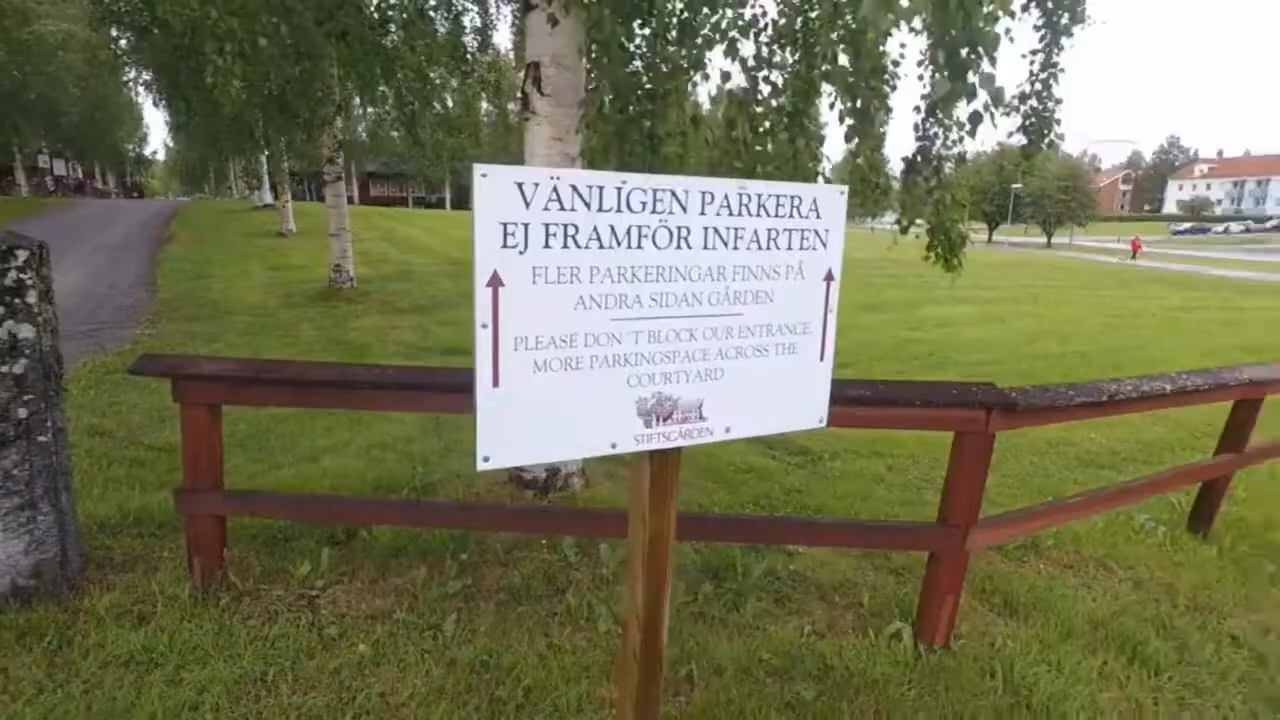 VÄNLIGEN PARKERA
EJ FRAMFÖR INFARTEN
FLER PARKERINGAR FINNS PÅ
ANDRA SIDAN GÅRDEN
PLEASE DON ́T BLOCK OUR ENTRANCE.
MORE PARKINGSPACE ACROSS THE
COURTYARD
STIFTSGÅRDEN